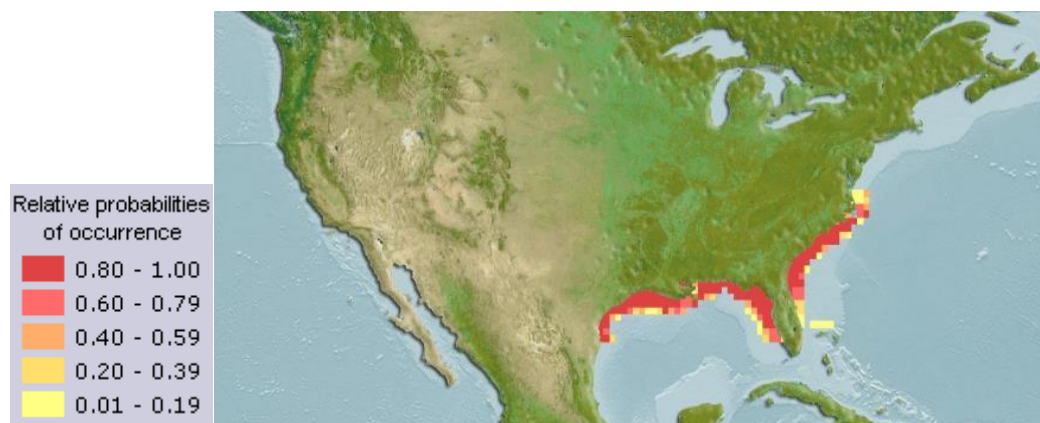 Relative probabilities
of occurrence
0.80 - 1.00
0.60 - 0.79
0.40 - 0.59
0.20 - 0.39
0.01 - 0.19